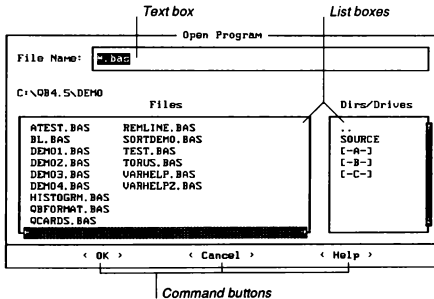 Text box
List boxes
Open Program
File Name: *.bas
C:\QB4.5\DEMO
Files
Dirs/Drives
ATEST.BAS REMLINE.BAS
..
BL.BAS SORTDEMO.BAS
SOURCE
DEMO1.BAS TEST.BAS
[-A-]
DEMO2.BAS TORUS.BAS
[-B-]
DEMO3.BAS VARHELP.BAS
[-C-]
DEMO4.BAS VARHELP2.BAS
HISTOGRM.BAS
QBFORMAT.BAS
QCARDS.BAS
< OK > < Cancel > < Help >
Command buttons